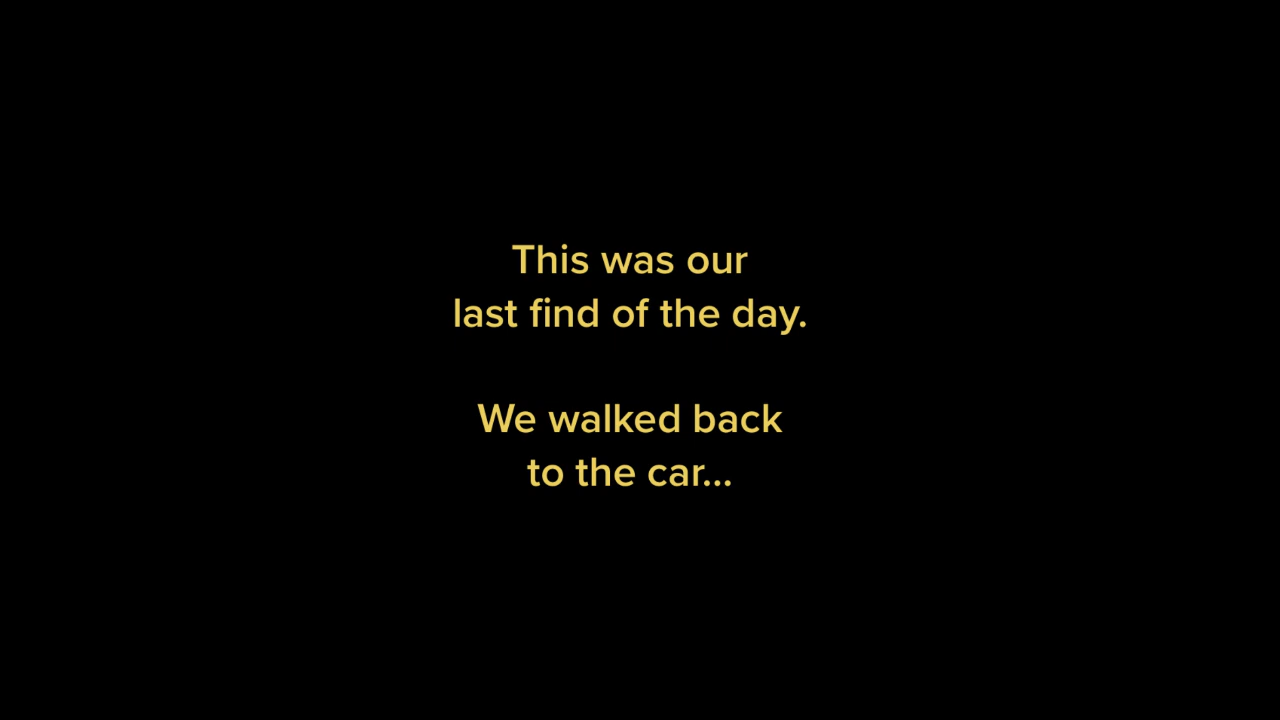 This was our
last find of the day.
We walked back
to the car...